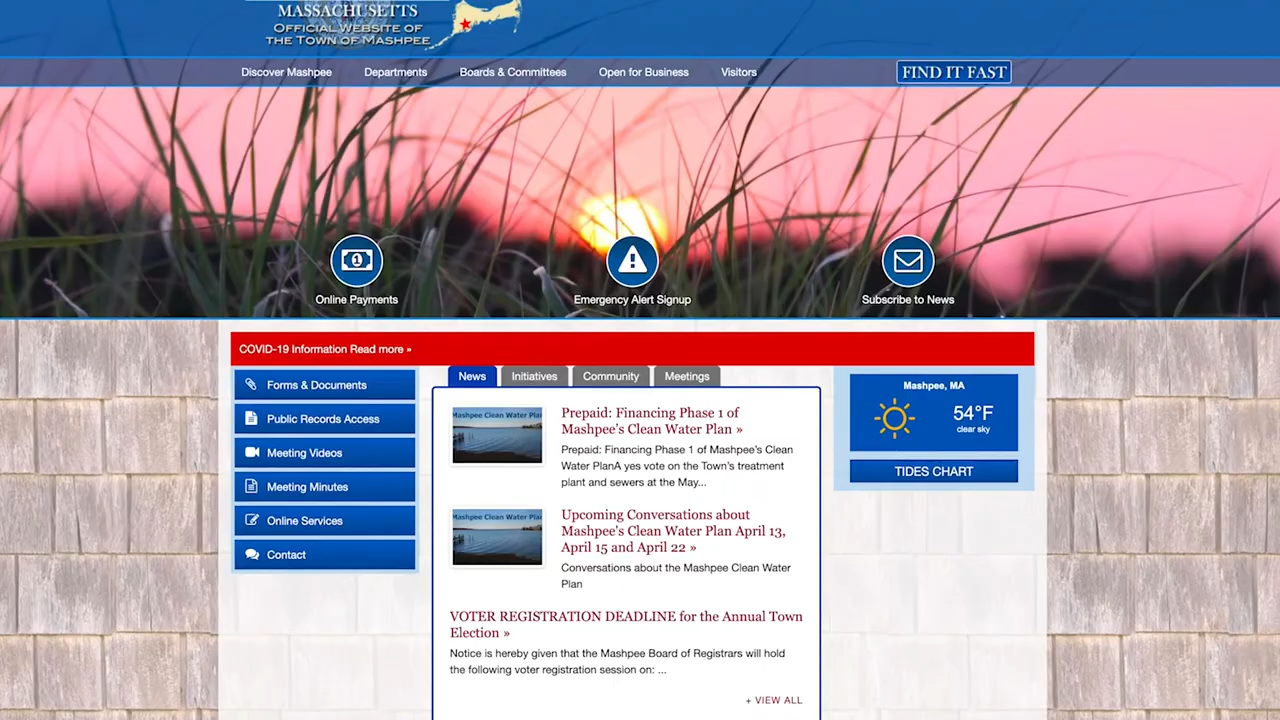 MASSACHUSETTS
OFFICIAL WEBSITE OF
THE TOWN OF MASHPEE
Discover Mashpee
Departments
Boards & Committees
Open for Business
Visitors
FIND IT FAST
Online Payments
Emergency Alert Signup
Subscribe to News
COVID-19 Information Read more »
Forms & Documents
Public Records Access
Meeting Videos
Meeting Minutes
Online Services
Contact
News
Initiatives
Community
Meetings
Mashpee Clean Water Plan
Prepaid: Financing Phase 1 of
Mashpee's Clean Water Plan »
Prepaid: Financing Phase 1 of Mashpee's Clean
Water PlanA yes vote on the Town's treatment
plant and sewers at the May...
Mashpee Clean Water Plan
Upcoming Conversations about
Mashpee's Clean Water Plan April 13,
April 15 and April 22 »
Conversations about the Mashpee Clean Water
Plan
VOTER REGISTRATION DEADLINE for the Annual Town
Election »
Notice is hereby given that the Mashpee Board of Registrars will hold
the following voter registration session on: ...
+ VIEW ALL
Mashpee, MA
54°F
clear sky
TIDES CHART